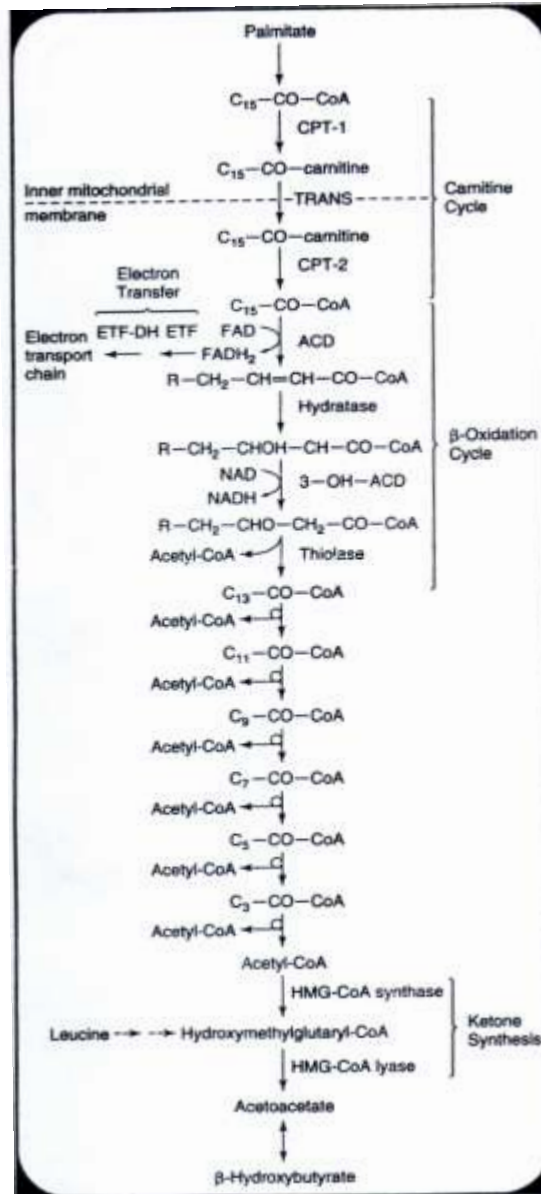 Palmitate
C₁₅—CO—CoA
CPT-1
C₁₅—CO—carnitine
Inner mitochondrial
membrane
TRANS
C₁₅—CO—carnitine
CPT-2
Carnitine
Cycle
Electron
Transfer
C₁₅—CO—CoA
ETF-DH ETF
FAD
ACD
FADH₂
Electron
transport
chain
R—CH₂—CH=CH—CO—CoA
Hydratase
R—CH₂—CHOH—CH—CO—CoA
NAD
3—OH—ACD
NADH
R—CH₂—CHO—CH₂—CO—CoA
Acetyl-CoA
Thiolase
β-Oxidation
Cycle
C₁₃—CO—CoA
Acetyl-CoA
C₁₁—CO—CoA
Acetyl-CoA
C₉—CO—CoA
Acetyl-CoA
C₇—CO—CoA
Acetyl-CoA
C₅—CO—CoA
Acetyl-CoA
C₃—CO—CoA
Acetyl-CoA
Acetyl-CoA
HMG-CoA synthase
Leucine
Hydroxymethylglutaryl-CoA
Ketone
Synthesis
HMG-CoA lyase
Acetoacetate
β-Hydroxybutyrate